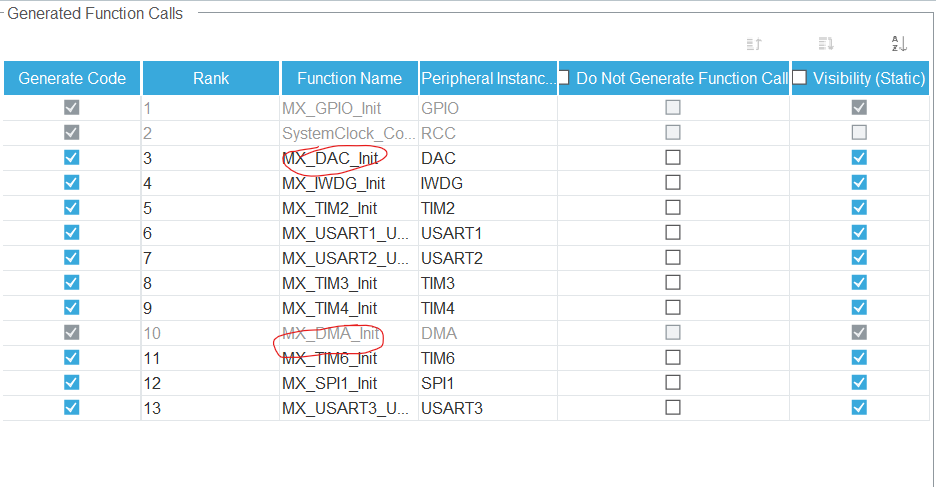 Generated Function Calls
Generate Code Rank Function Name Peripheral Instanc... Do Not Generate Function Call Visibility (Static)
1 MX_GPIO_Init GPIO
2 SystemClock_Co... RCC
3 MX_DAC_Init DAC
4 MX_IWDG_Init IWDG
5 MX_TIM2_Init TIM2
6 MX_USART1_U... USART1
7 MX_USART2_U... USART2
8 MX_TIM3_Init TIM3
9 MX_TIM4_Init TIM4
10 MX_DMA_Init DMA
11 MX_TIM6_Init TIM6
12 MX_SPI1_Init SPI1
13 MX_USART3_U... USART3